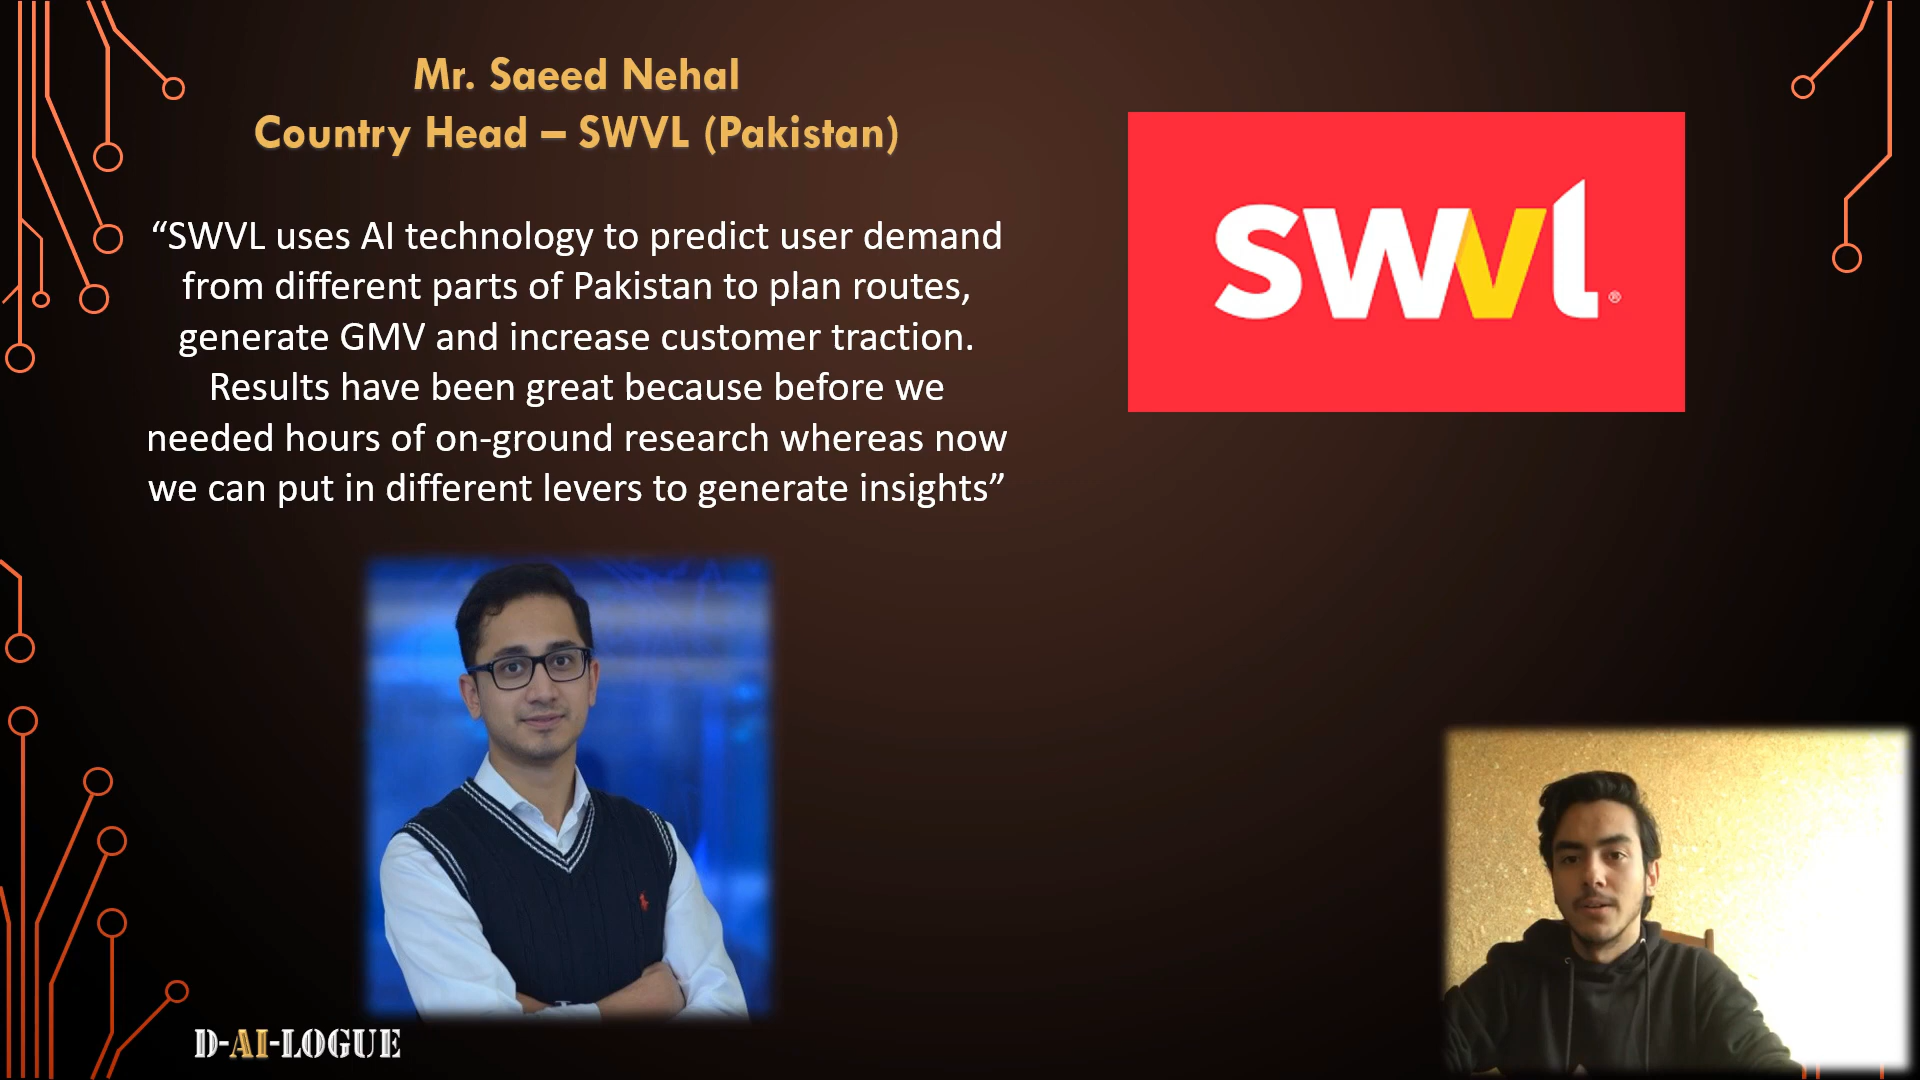 Mr. Saeed Nehal
Country Head – SWVL (Pakistan)
“SWVL uses AI technology to predict user demand
from different parts of Pakistan to plan routes,
generate GMV and increase customer traction.
Results have been great because before we
needed hours of on-ground research whereas now
we can put in different levers to generate insights”
swvl®
D-AI-LOGUE